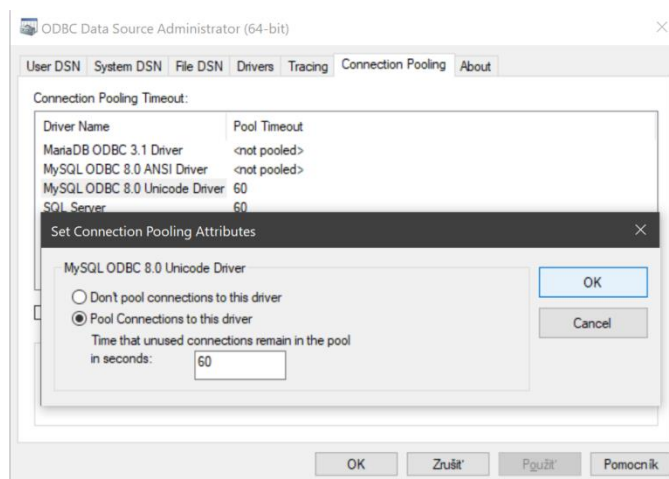 ODBC Data Source Administrator (64-bit)
User DSN System DSN File DSN Drivers Tracing Connection Pooling About
Connection Pooling Timeout:
Driver Name Pool Timeout
MariaDB ODBC 3.1 Driver <not pooled>
MySQL ODBC 8.0 ANSI Driver <not pooled>
MySQL ODBC 8.0 Unicode Driver 60
SQL Server 60
Set Connection Pooling Attributes
MySQL ODBC 8.0 Unicode Driver
Don't pool connections to this driver
OK
Pool Connections to this driver
Cancel
Time that unused connections remain in the pool
in seconds: 60
OK Zrušiť Použiť Pomocník